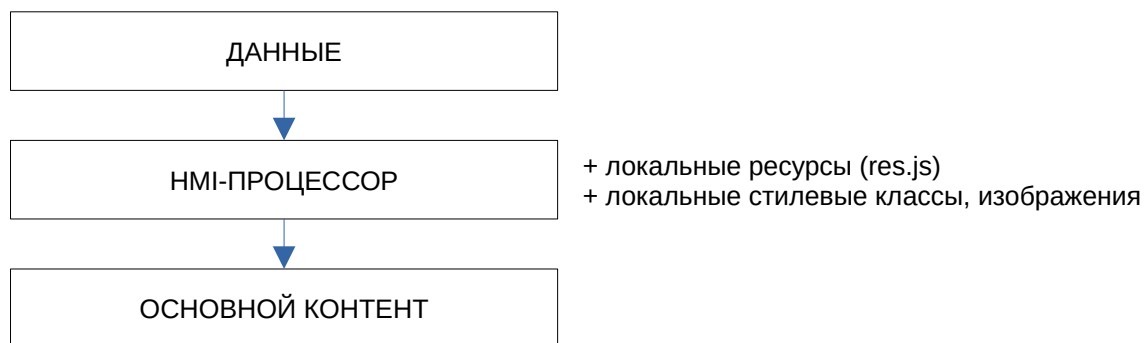 ДАННЫЕ
HMI-ПРОЦЕССОР
+ локальные ресурсы (res.js)
+ локальные стилевые классы, изображения
ОСНОВНОЙ КОНТЕНТ